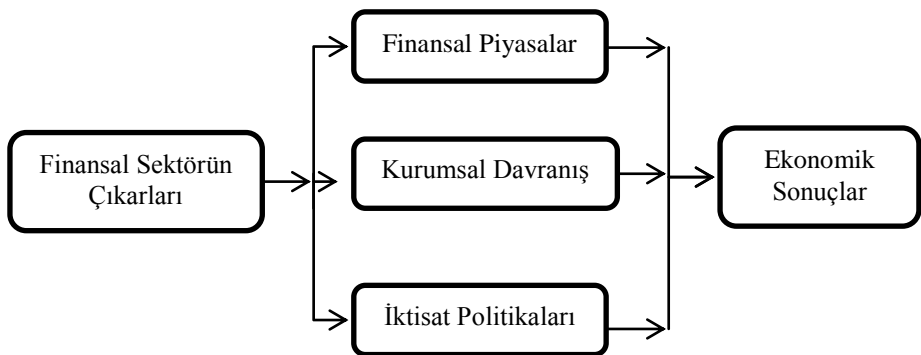 Finansal Piyasalar
Finansal Sektörün
Çıkarları
Kurumsal Davranış
Ekonomik
Sonuçlar
İktisat Politikaları